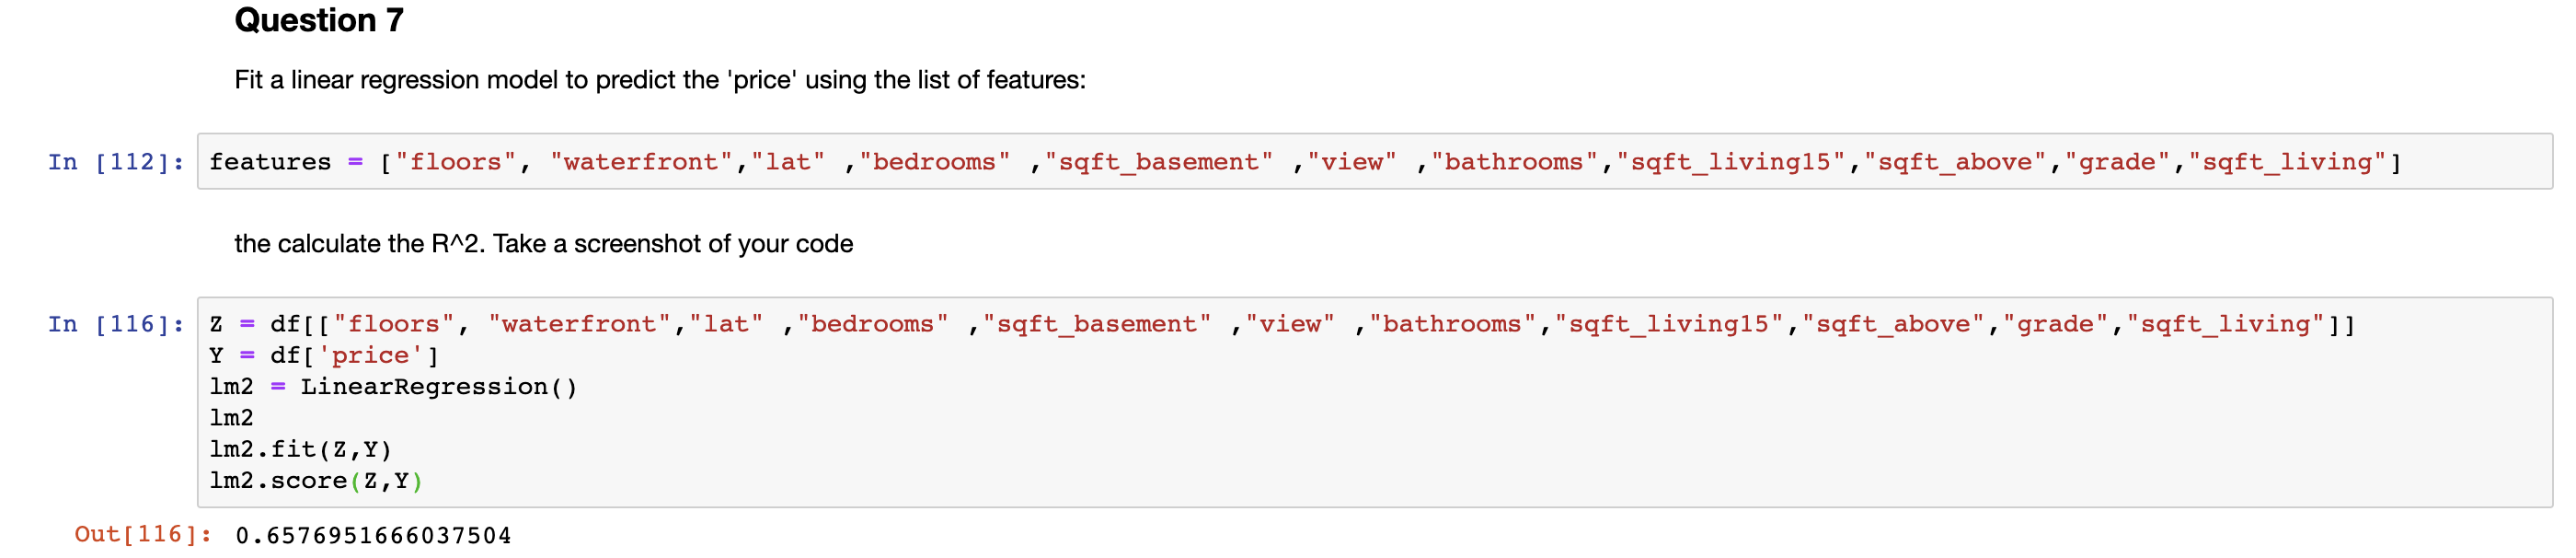 Question 7
Fit a linear regression model to predict the 'price' using the list of features:
In [112]: features = ["floors", "waterfront","lat" ,"bedrooms" ,"sqft_basement" ,"view" ,"bathrooms","sqft_living15","sqft_above","grade","sqft_living"]
the calculate the R^2. Take a screenshot of your code
In [116]: Z = df[["floors", "waterfront","lat" ,"bedrooms" ,"sqft_basement" ,"view" ,"bathrooms","sqft_living15","sqft_above","grade","sqft_living"]]
Y = df['price']
lm2 = LinearRegression()
lm2
lm2.fit(Z,Y)
lm2.score(Z,Y)
Out[116]: 0.6576951666037504